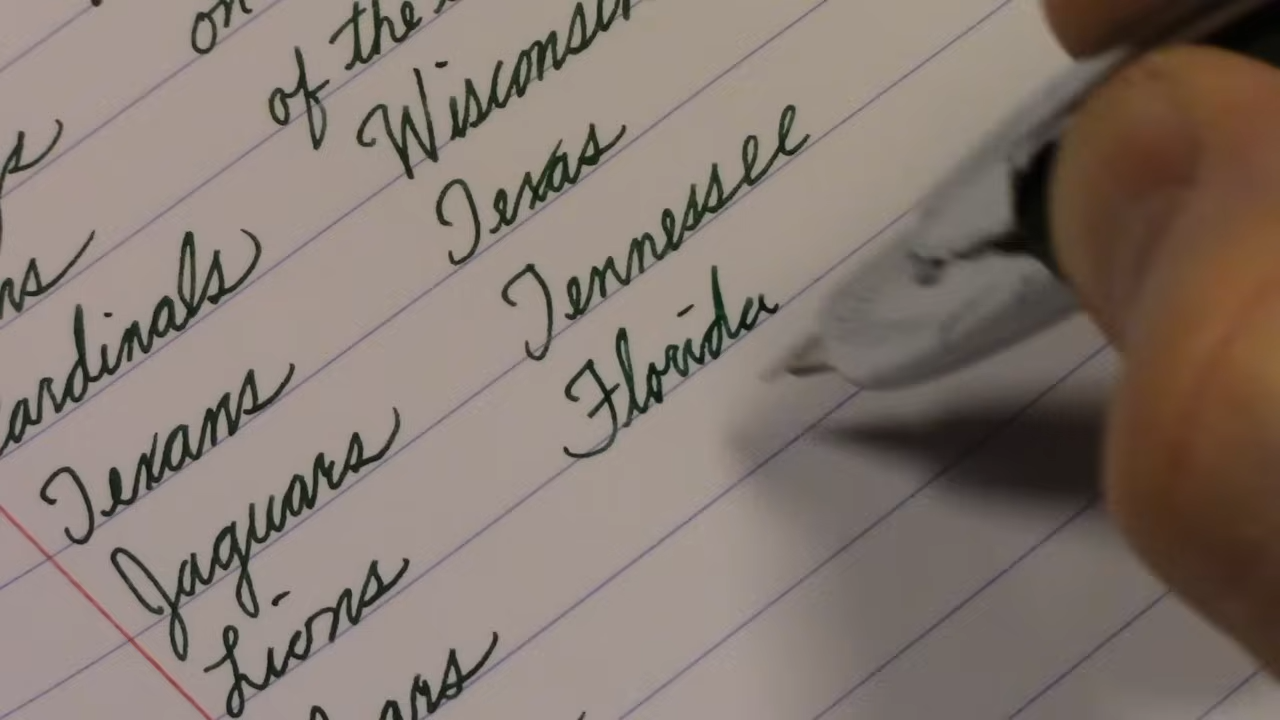 on
of the
ardinals Wisconsin
Texans Texas
Jaguars Tennessee
Lions Florida